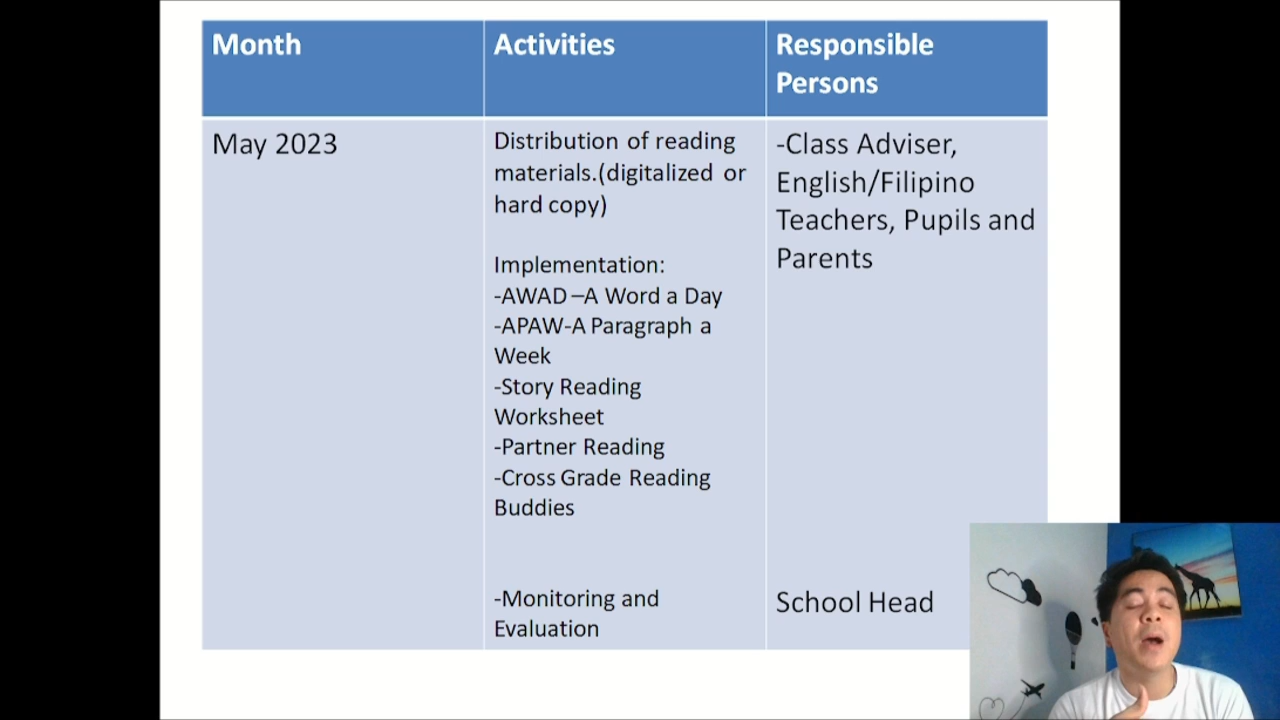 Month
Activities
Responsible
Persons
May 2023
Distribution of reading
materials.(digitalized or
hard copy)
Implementation:
-AWAD –A Word a Day
-APAW-A Paragraph a
Week
-Story Reading
Worksheet
-Partner Reading
-Cross Grade Reading
Buddies
-Monitoring and
Evaluation
-Class Adviser,
English/Filipino
Teachers, Pupils and
Parents
School Head